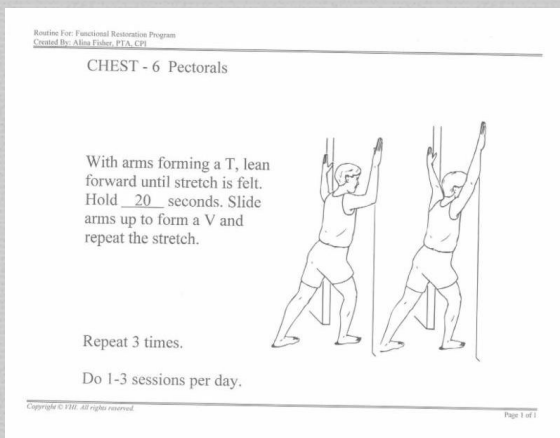 Routine For: Functional Restoration Program
Created By: Alina Fisher, PTA, CPI
CHEST - 6 Pectorals
With arms forming a T, lean
forward until stretch is felt.
Hold 20 seconds. Slide
arms up to form a V and
repeat the stretch.
Repeat 3 times.
Do 1-3 sessions per day.
Copyright © VHI. All rights reserved.
Page 1 of 1